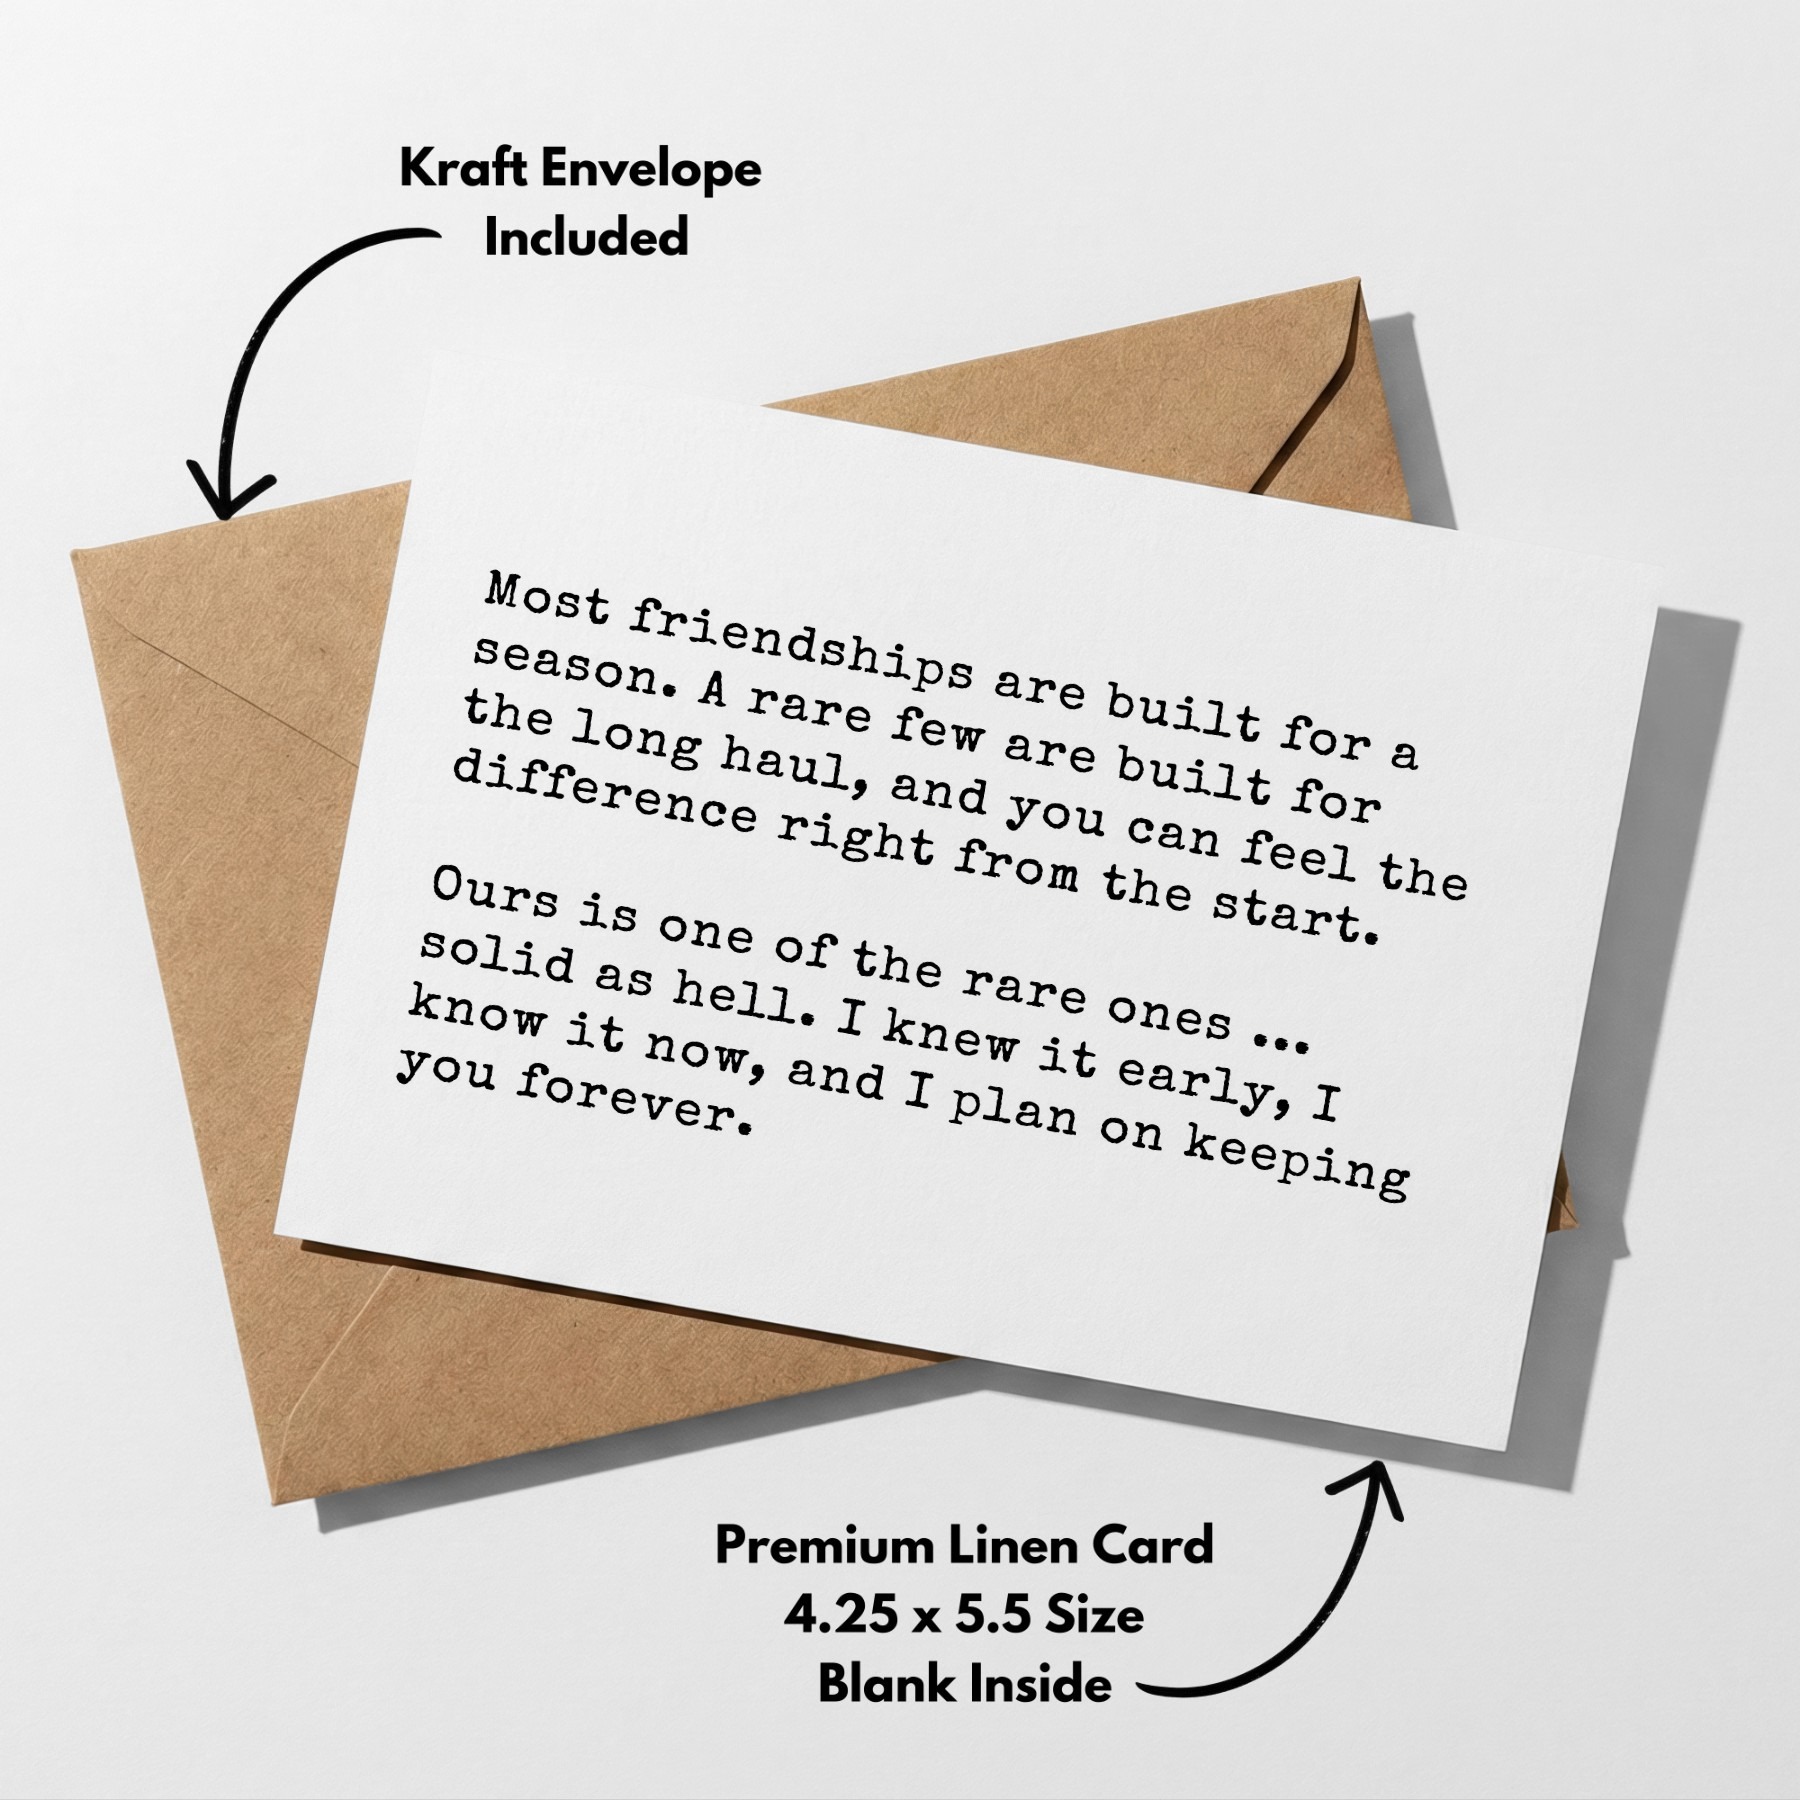 Kraft Envelope
Included
Most friendships are built for a
season. A rare few are built for
the long haul, and you can feel the
difference right from the start.
Ours is one of the rare ones ...
solid as hell. I knew it early, I
know it now, and I plan on keeping
you forever.
Premium Linen Card
4.25 x 5.5 Size
Blank Inside